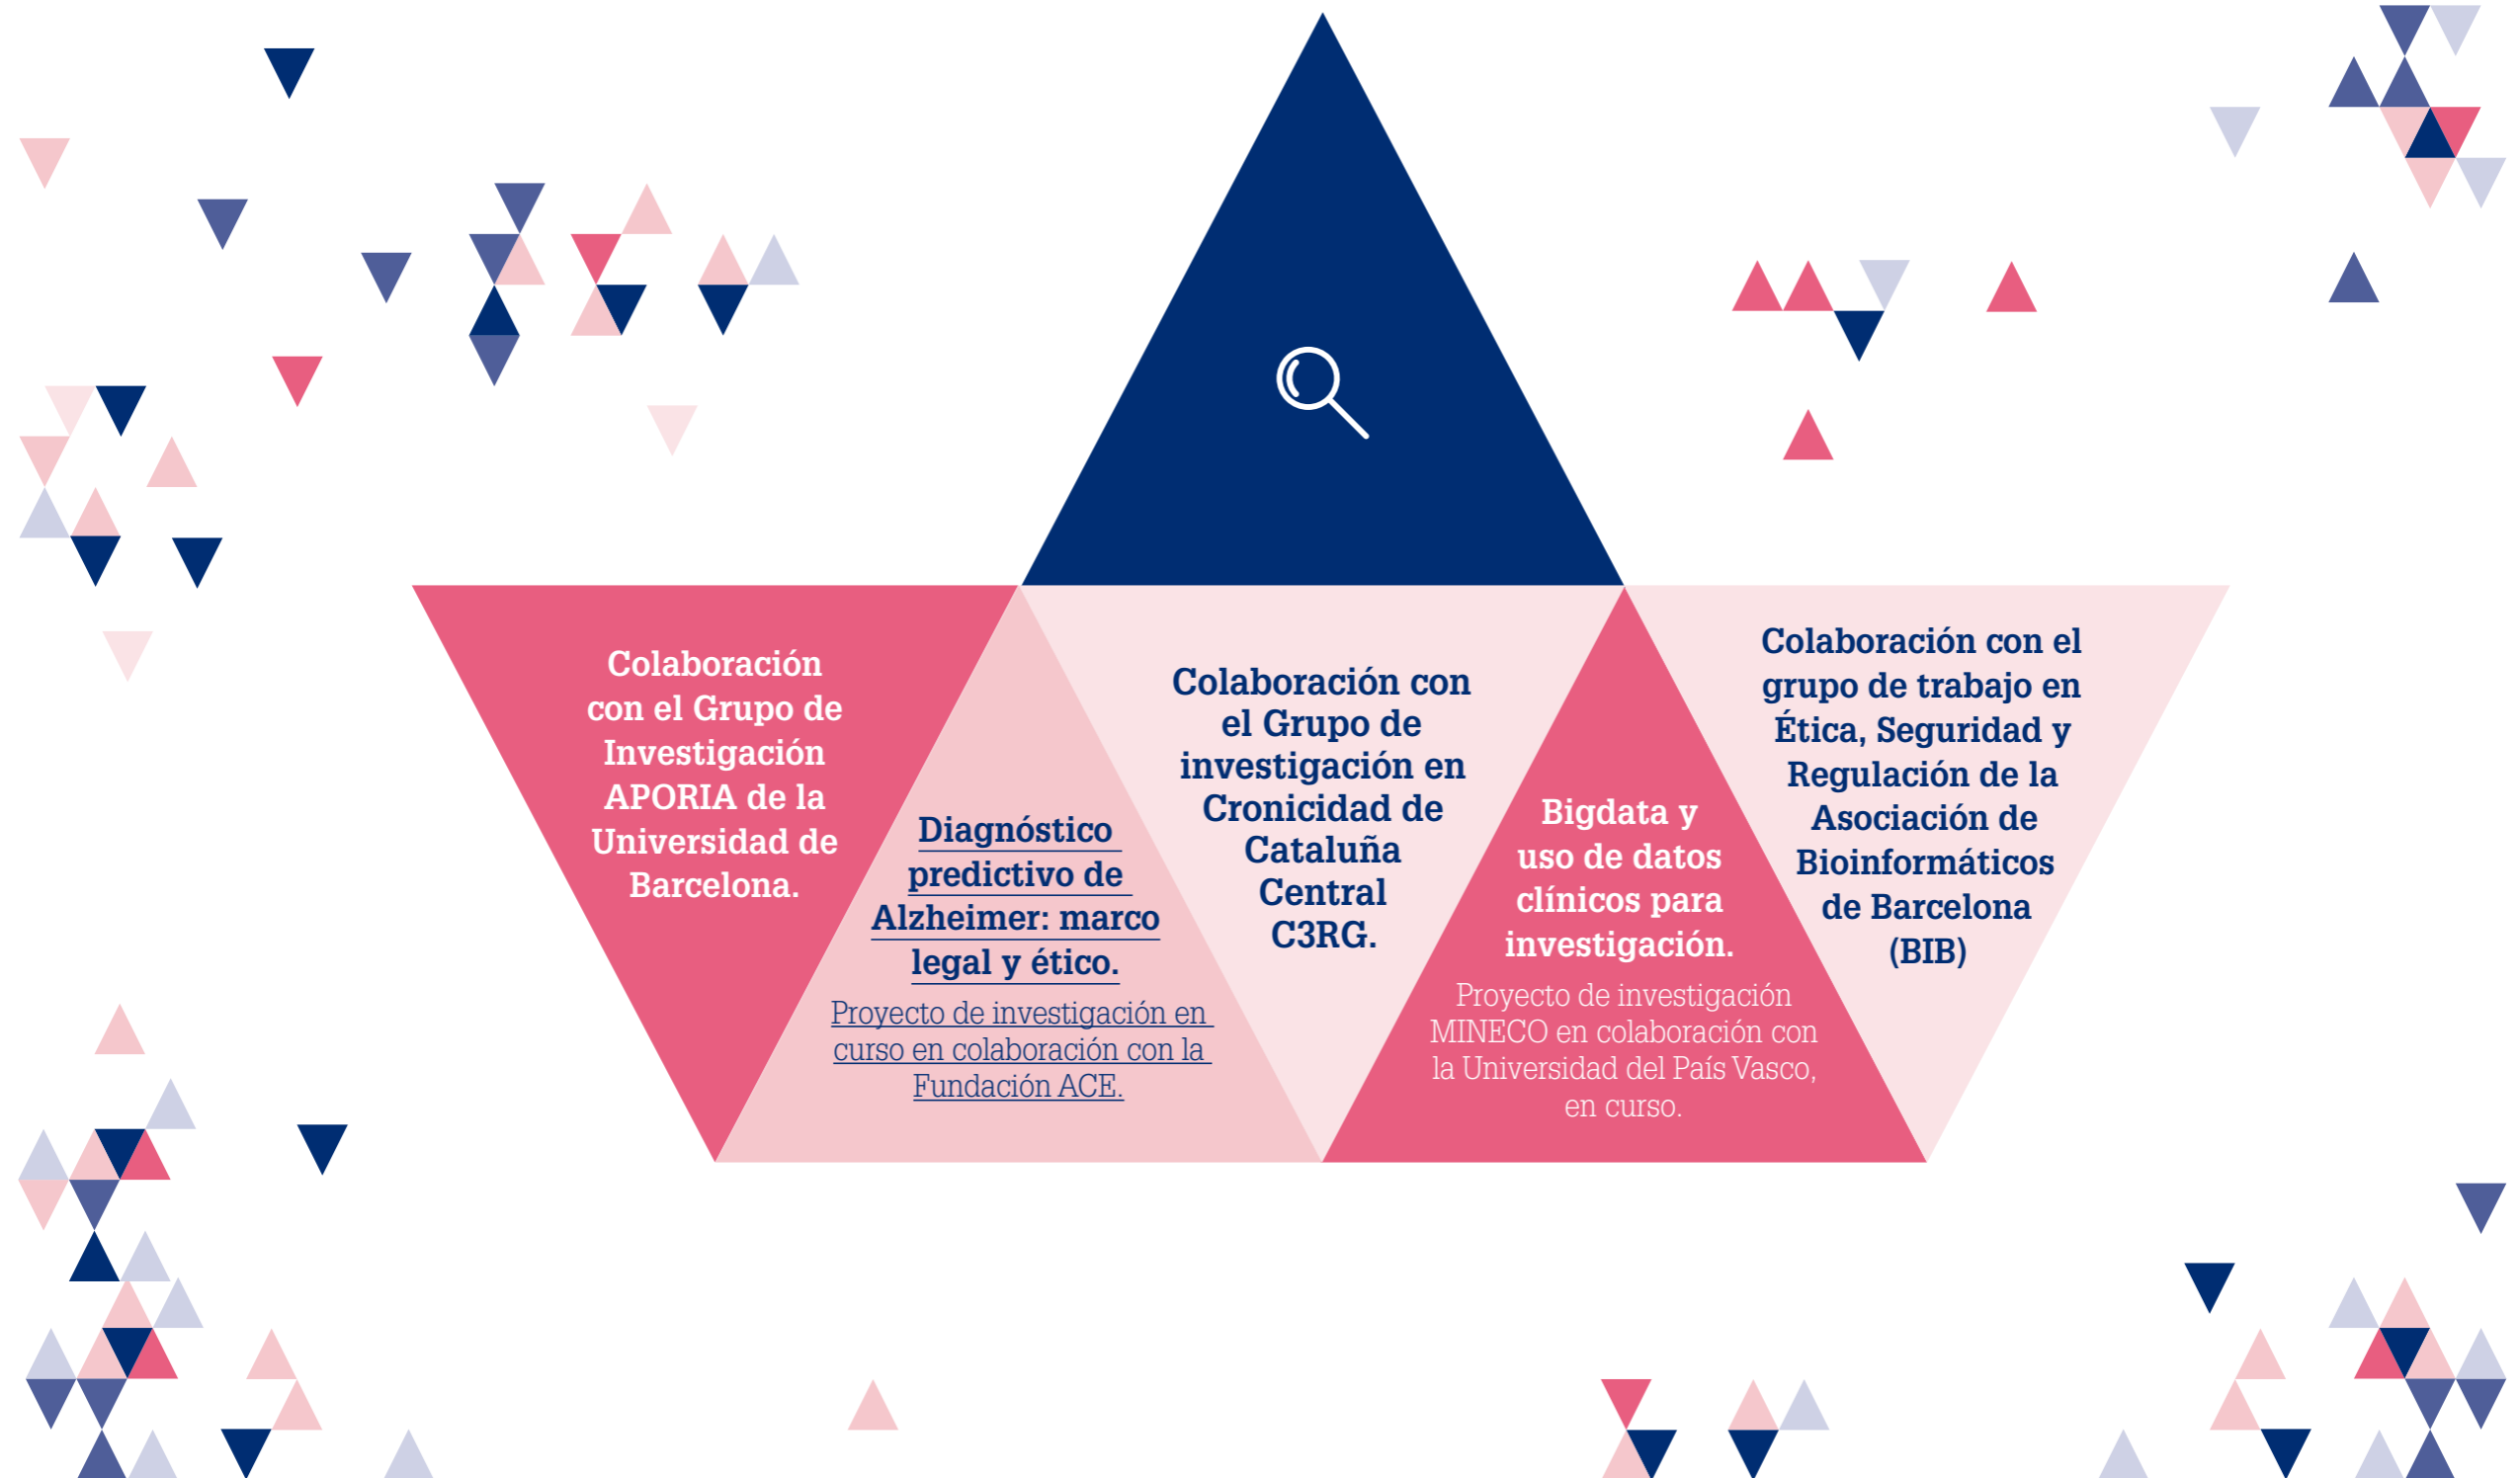 Colaboración
con el Grupo de
Investigación
APORIA de la
Universidad de
Barcelona.
Diagnóstico
predictivo de
Alzheimer: marco
legal y ético.
Proyecto de investigación en
curso en colaboración con la
Fundación ACE.
Colaboración con
el Grupo de
investigación en
Cronicidad de
Cataluña
Central
C3RG.
Bigdata y
uso de datos
clínicos para
investigación.
Proyecto de investigación
MINECO en colaboración con
la Universidad del País Vasco,
en curso.
Colaboración con el
grupo de trabajo en
Ética, Seguridad y
Regulación de la
Asociación de
Bioinformáticos
de Barcelona
(BIB)